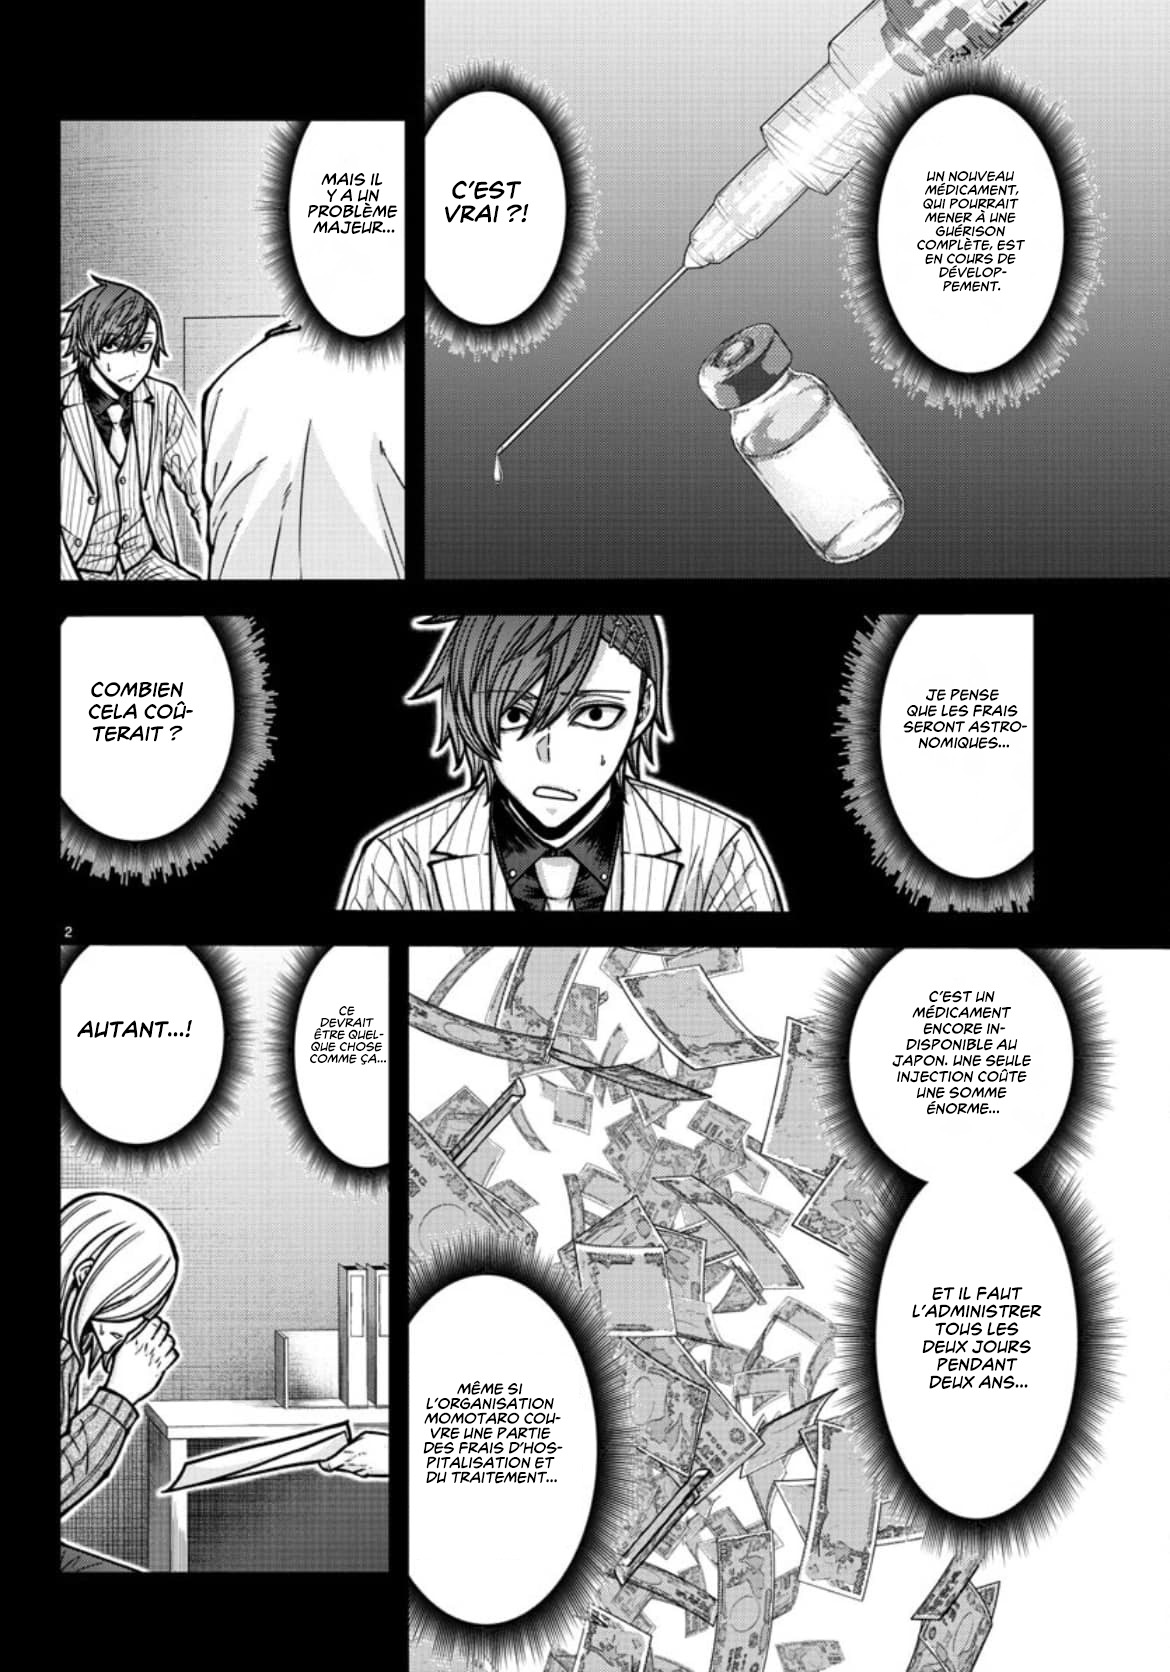 UN NOUVEAU
MÉDICAMENT,
QUI POURRAIT
MENER À UNE
GUÉRISON
COMPLÈTE, EST
EN COURS DE
DÉVELOP-
PEMENT.
C'EST
VRAI ?!
MAIS IL
Y A UN
PROBLÈME
MAJEUR...
JE PENSE
QUE LES FRAIS
SERONT ASTRO-
NOMIQUES...
COMBIEN
CELA COÛ-
TERAIT ?
2
C'EST UN
MÉDICAMENT
ENCORE IN-
DISPONIBLE AU
JAPON. UNE SEULE
INJECTION COÛTE
UNE SOMME
ÉNORME...
ET IL FAUT
L'ADMINISTRER
TOUS LES
DEUX JOURS
PENDANT
DEUX ANS...
MÊME SI
L'ORGANISATION
MOMOTARO COU-
VRE UNE PARTIE
DES FRAIS D'HOS-
PITALISATION ET
DU TRAITEMENT...
CE
DEVRAIT
ÊTRE QUEL-
QUE CHOSE
COMME ÇA...
AUTANT...!